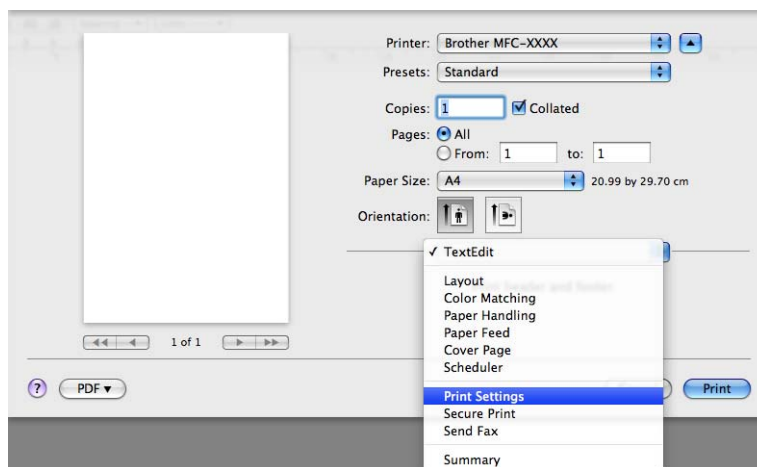 Printer: Brother MFC-XXXX
Presets: Standard
Copies: 1 Collated
Pages: All
From: 1 to: 1
Paper Size: A4 20.99 by 29.70 cm
Orientation:
✓ TextEdit
Layout
Color Matching
Paper Handling
Paper Feed
Cover Page
Scheduler
Print Settings
Secure Print
Send Fax
Summary
1 of 1
? PDF ▼ Print